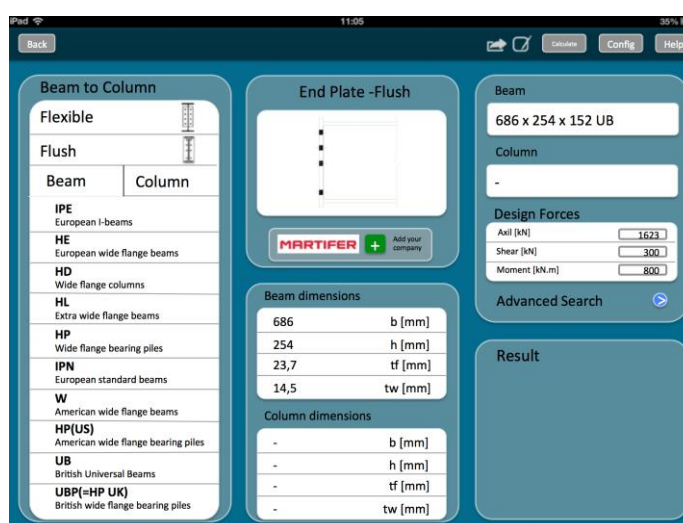 iPad 11:05 35%
Back Calculate Config Help
Beam to Column
Flexible
Flush
Beam Column
IPE
European I-beams
HE
European wide flange beams
HD
Wide flange columns
HL
Extra wide flange beams
HP
Wide flange bearing piles
IPN
European standard beams
W
American wide flange beams
HP(US)
American wide flange bearing piles
UB
British Universal Beams
UBP(=HP UK)
British wide flange bearing piles
End Plate -Flush
MARTIFER + Add your
company
Beam dimensions
686 b [mm]
254 h [mm]
23,7 tf [mm]
14,5 tw [mm]
Column dimensions
- b [mm]
- h [mm]
- tf [mm]
- tw [mm]
Beam
686 x 254 x 152 UB
Column
-
Design Forces
Axil [kN] 1623
Shear [kN] 300
Moment [kN.m] 800
Advanced Search
Result